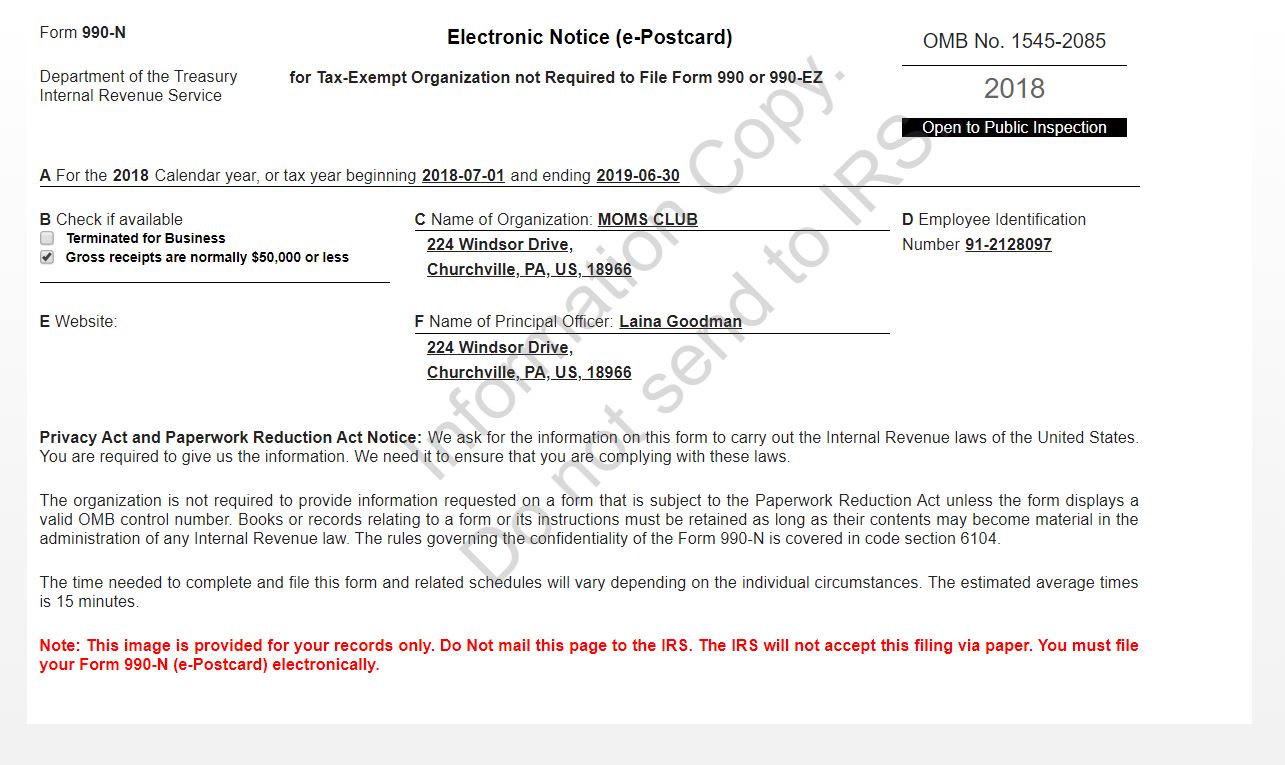 Form 990-N
Electronic Notice (e-Postcard)
OMB No. 1545-2085
Department of the Treasury
Internal Revenue Service
for Tax-Exempt Organization not Required to File Form 990 or 990-EZ
2018
Open to Public Inspection
A For the 2018 Calendar year, or tax year beginning 2018-07-01 and ending 2019-06-30
B Check if available
Terminated for Business
Gross receipts are normally $50,000 or less
C Name of Organization: MOMS CLUB
224 Windsor Drive,
Churchville, PA, US, 18966
D Employee Identification
Number 91-2128097
E Website:
F Name of Principal Officer: Laina Goodman
224 Windsor Drive,
Churchville, PA, US, 18966
Privacy Act and Paperwork Reduction Act Notice: We ask for the information on this form to carry out the Internal Revenue laws of the United States.
You are required to give us the information. We need it to ensure that you are complying with these laws.
The organization is not required to provide information requested on a form that is subject to the Paperwork Reduction Act unless the form displays a
valid OMB control number. Books or records relating to a form or its instructions must be retained as long as their contents may become material in the
administration of any Internal Revenue law. The rules governing the confidentiality of the Form 990-N is covered in code section 6104.
The time needed to complete and file this form and related schedules will vary depending on the individual circumstances. The estimated average times
is 15 minutes.
Note: This image is provided for your records only. Do Not mail this page to the IRS. The IRS will not accept this filing via paper. You must file
your Form 990-N (e-Postcard) electronically.
Information Copy.
Do not send to IRS